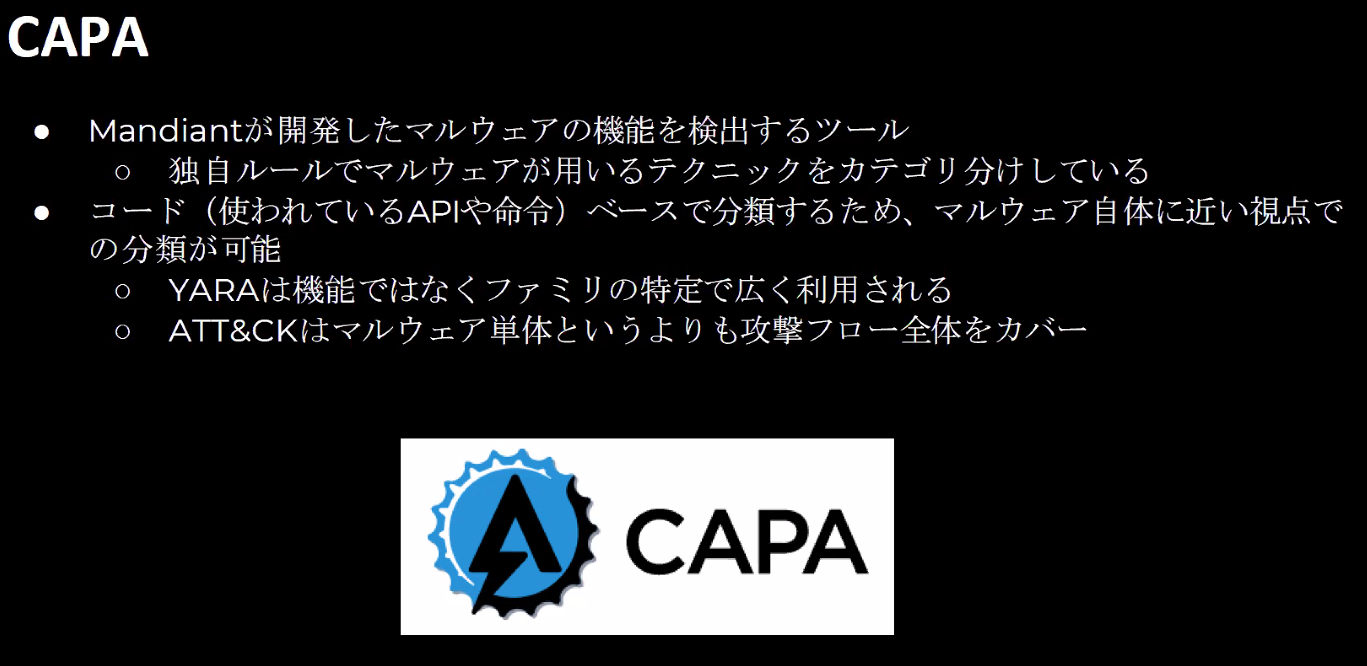 CAPA
● Mandiantが開発したマルウェアの機能を検出するツール
○ 独自ルールでマルウェアが用いるテクニックをカテゴリ分けしている
● コード（使われているAPIや命令）ベースで分類するため、マルウェア自体に近い視点で
の分類が可能
○ YARAは機能ではなくファミリの特定で広く利用される
○ ATT&CKはマルウェア単体というよりも攻撃フロー全体をカバー
CAPA